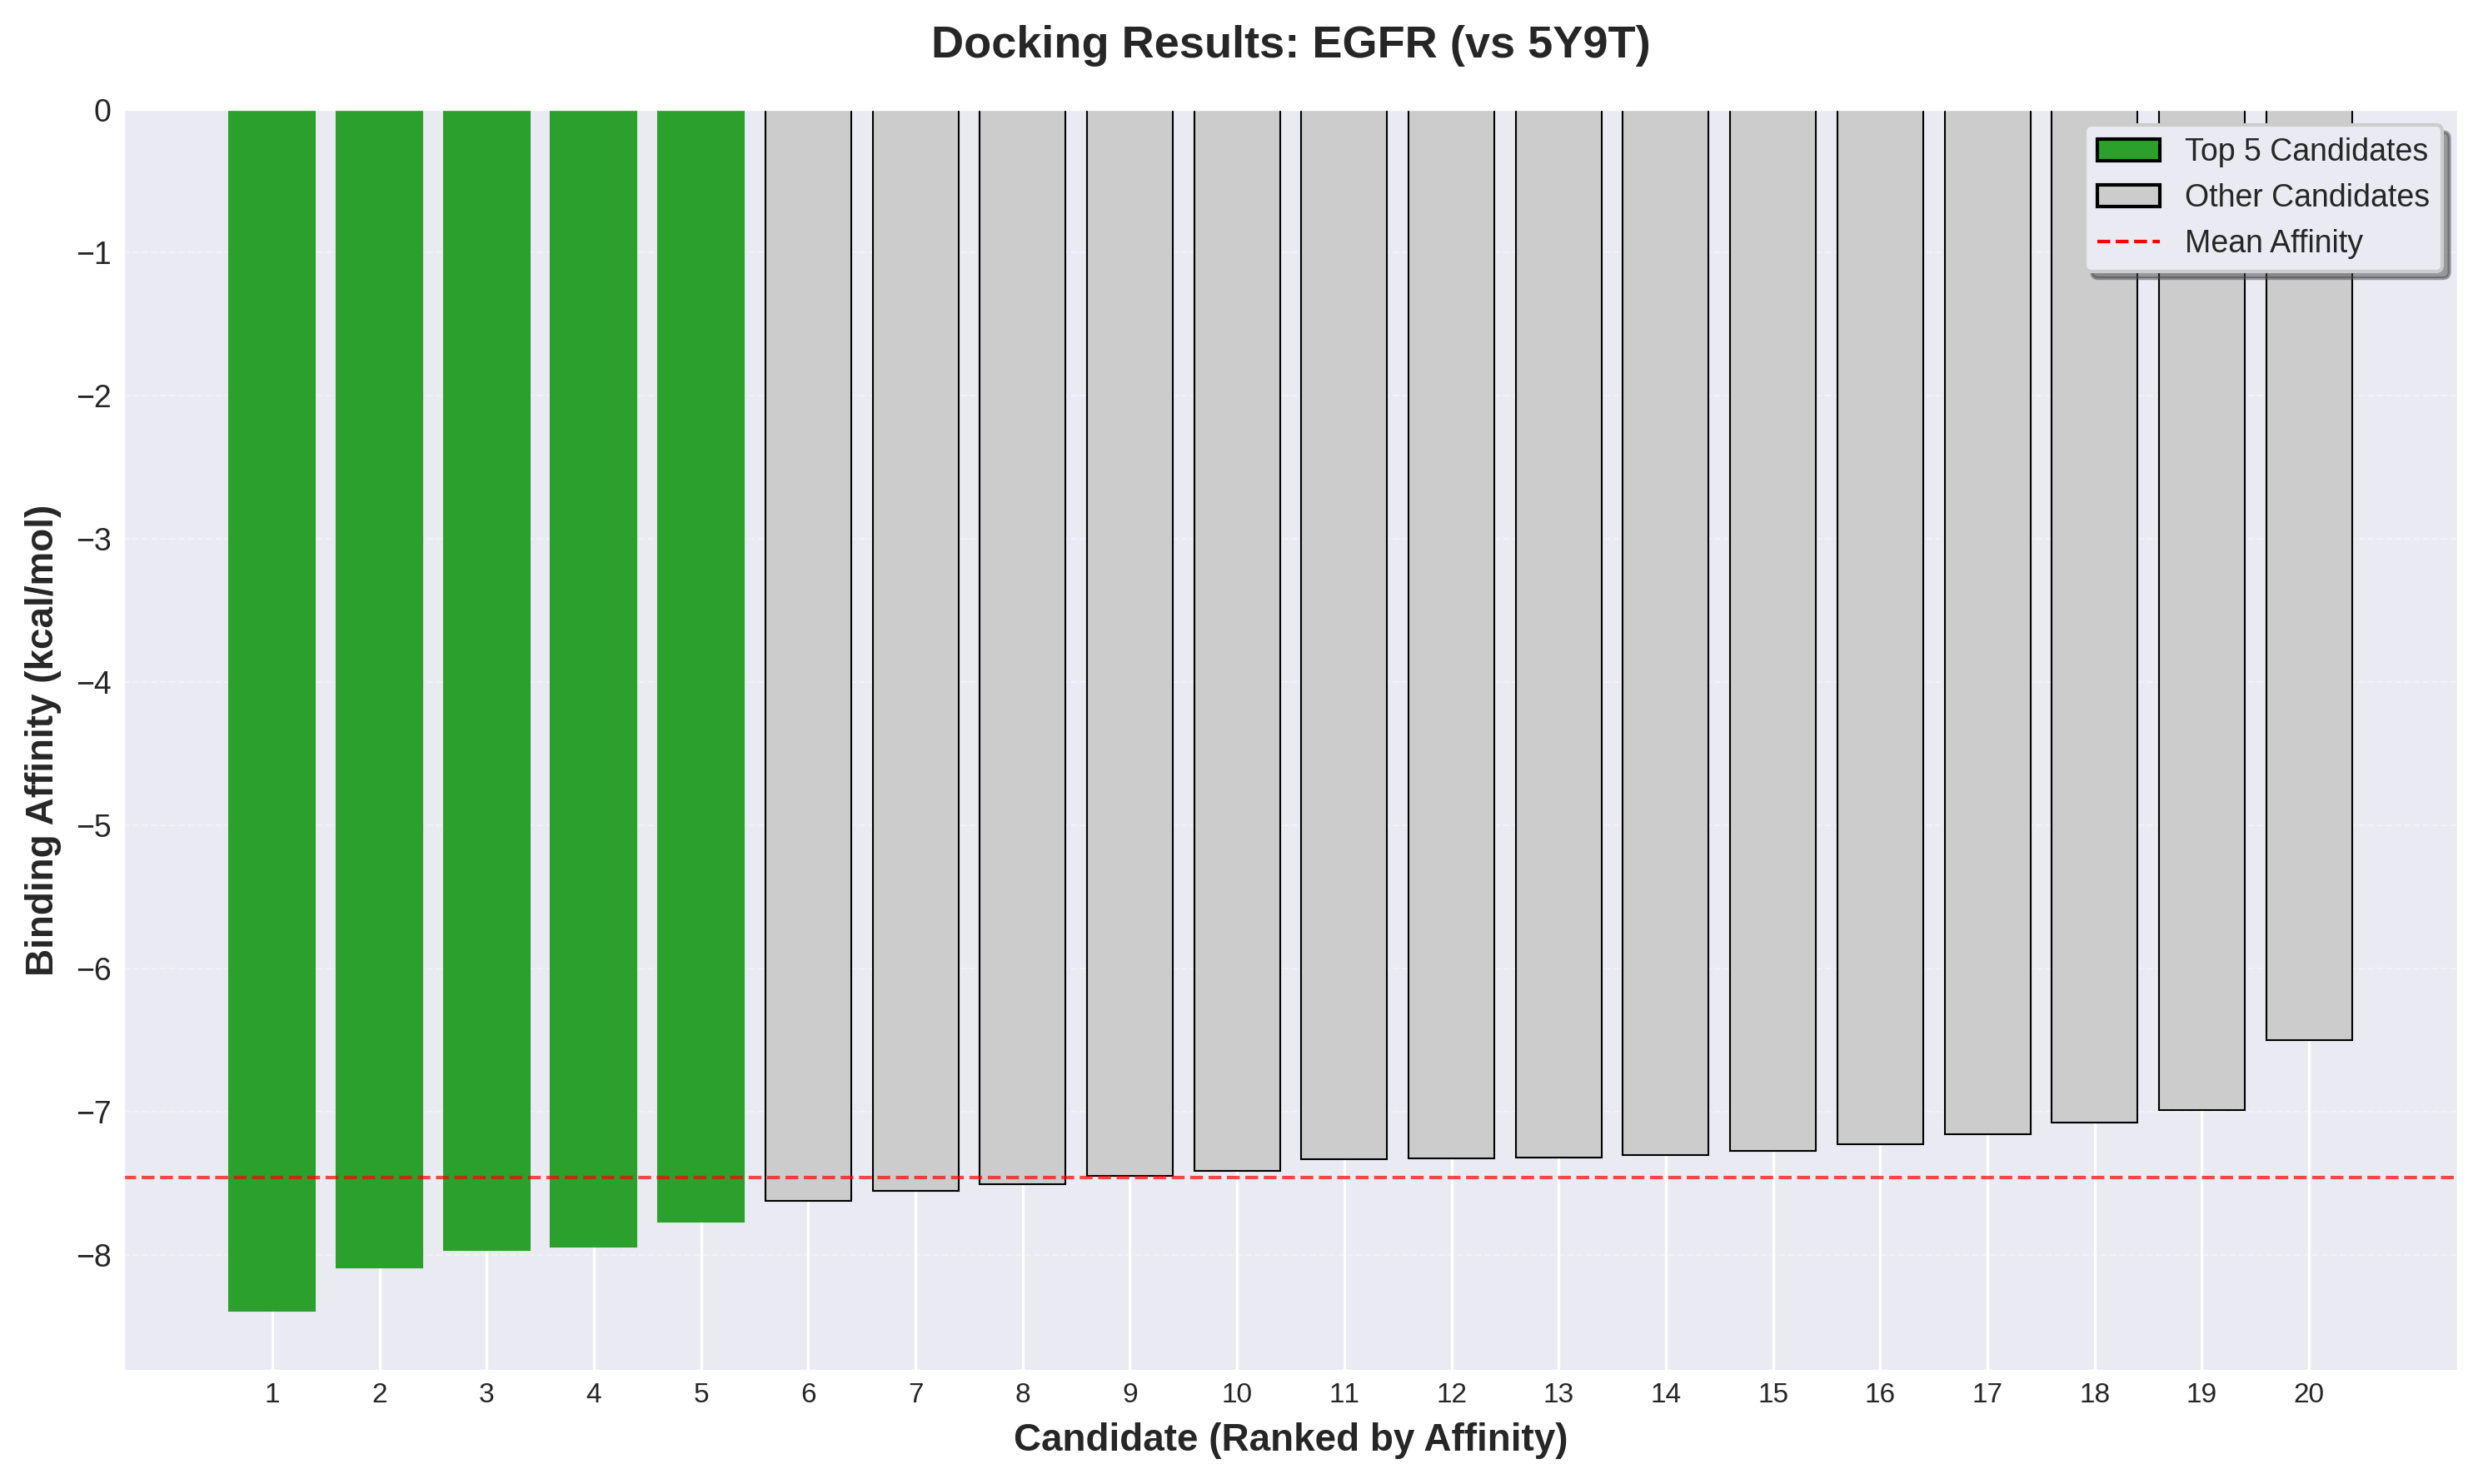 Docking Results: EGFR (vs 5Y9T)
0
−1
−2
−3
−4
−5
−6
−7
−8
Binding Affinity (kcal/mol)
Top 5 Candidates
Other Candidates
Mean Affinity
1 2 3 4 5 6 7 8 9 10 11 12 13 14 15 16 17 18 19 20
Candidate (Ranked by Affinity)